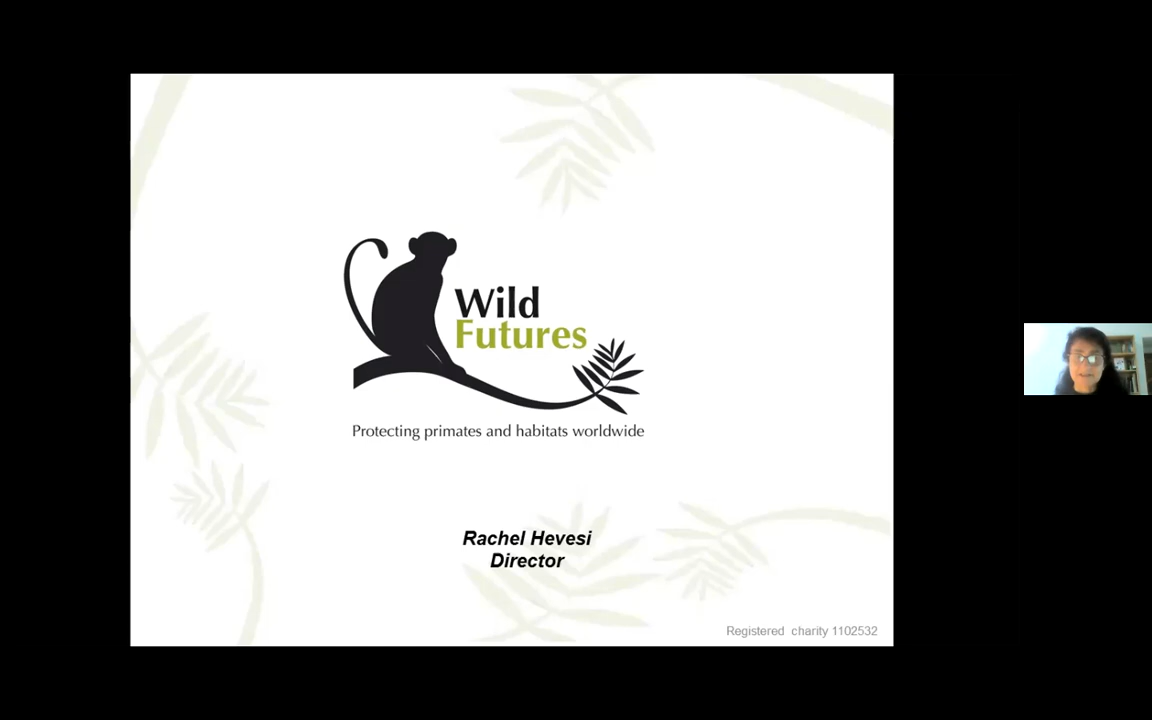 Wild
Futures
Protecting primates and habitats worldwide
Rachel Hevesi
Director
Registered charity 1102532